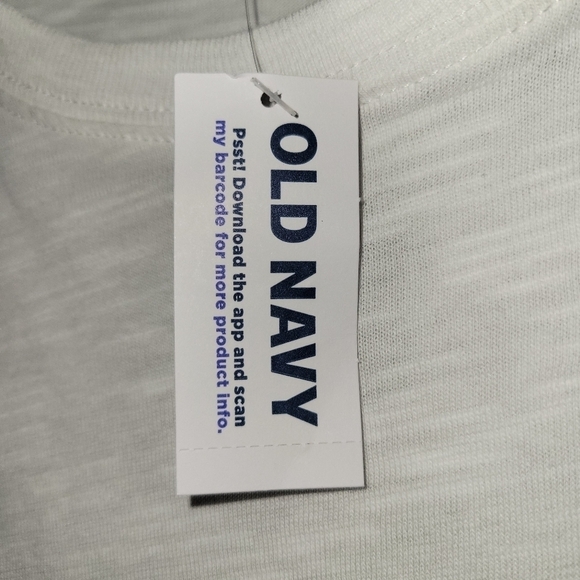 OLD NAVY
Psst! Download the app and scan
my barcode for more product info.